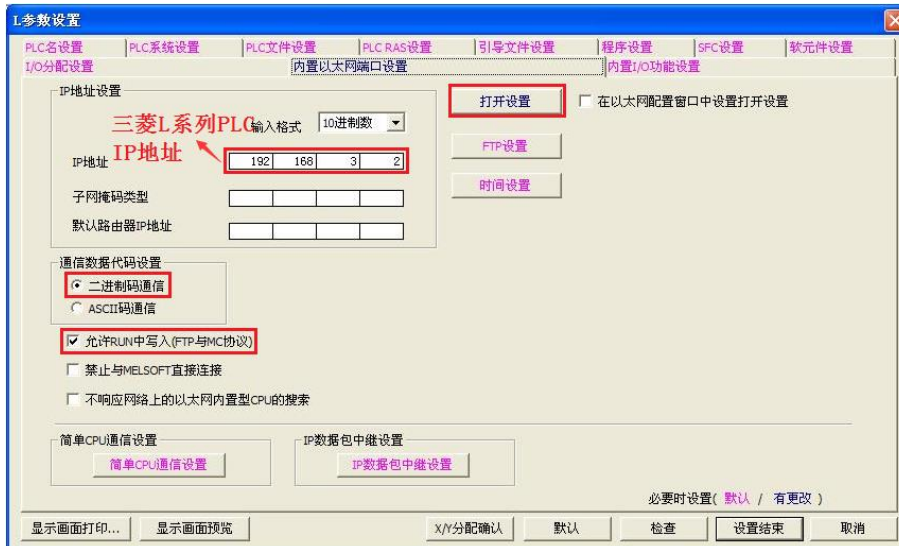 L参数设置
PLC名设置 PLC系统设置 PLC文件设置 PLC RAS设置 引导文件设置 程序设置 SFC设置 软元件设置
I/O分配设置 内置以太网端口设置 内置I/O功能设置
IP地址设置
打开设置 在以太网配置窗口中设置打开设置
三菱L系列PLC
IP地址
输入格式 10进制数
FTP设置
IP地址 192 168 3 2
时间设置
子网掩码类型
默认路由器IP地址
通信数据代码设置
二进制码通信
ASCII码通信
允许RUN中写入(FTP与MC协议)
禁止与MELSOFT直接连接
不响应网络上的以太网内置型CPU的搜索
简单CPU通信设置 IP数据包中继设置
简单CPU通信设置 IP数据包中继设置
必要时设置( 默认 / 有更改 )
显示画面打印... 显示画面预览 X/Y分配确认 默认 检查 设置结束 取消